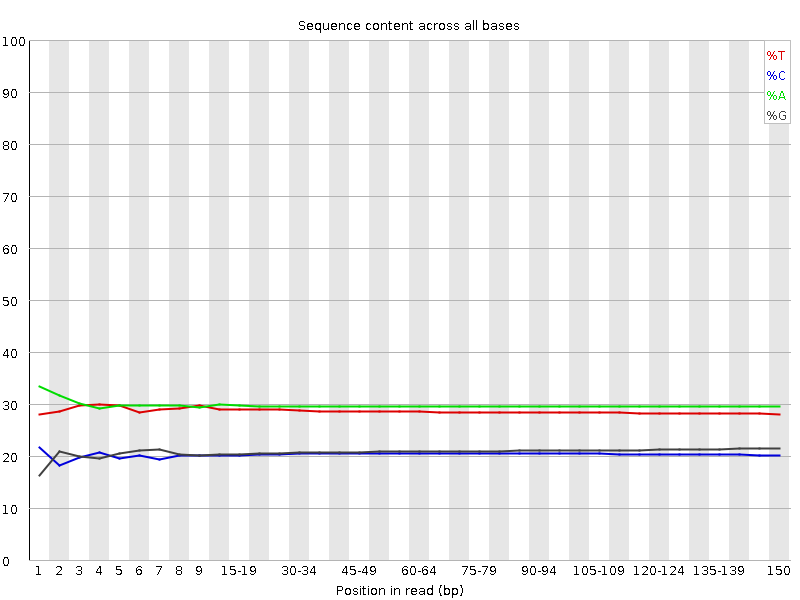 Sequence content across all bases
100
90
80
70
60
50
40
30
20
10
0
%T
%C
%A
%G
1 2 3 4 5 6 7 8 9 15-19 30-34 45-49 60-64 75-79 90-94 105-109 120-124 135-139 150
Position in read (bp)